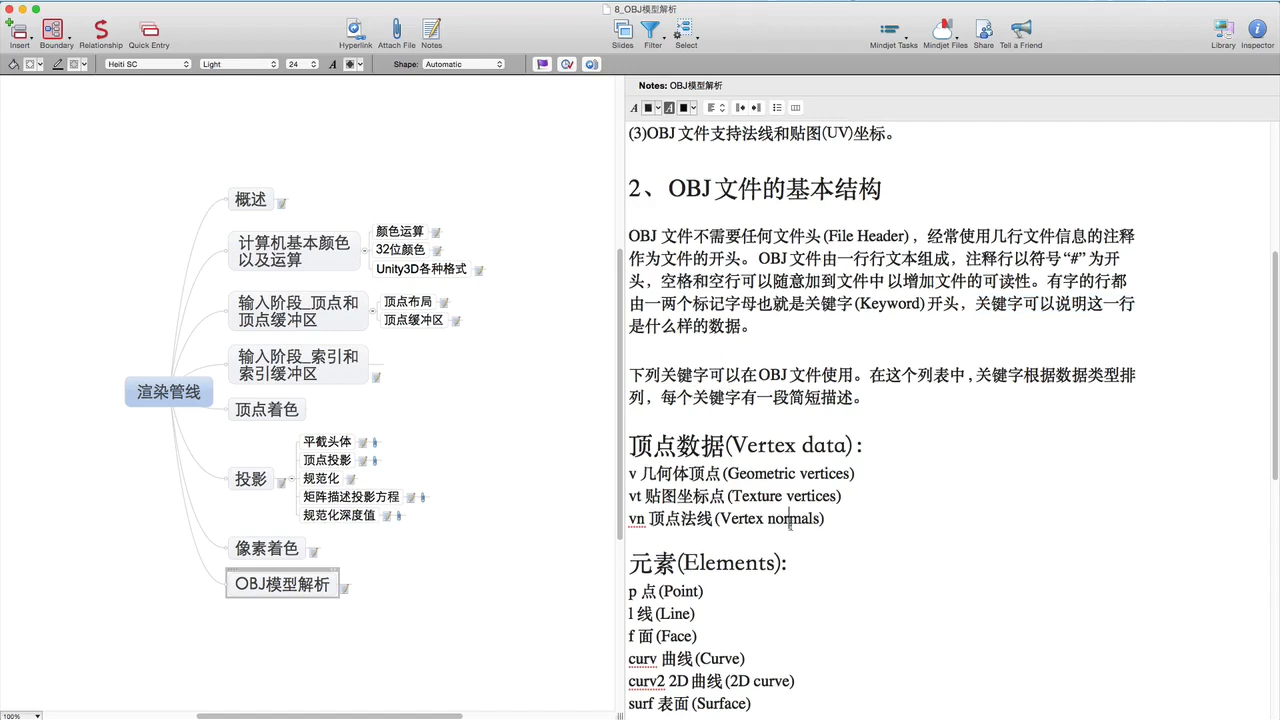 8_OBJ模型解析
Insert
Boundary
Relationship
Quick Entry
Hyperlink
Attach File
Notes
Slides
Filter
Select
Mindjet Tasks
Mindjet Files
Share
Tell a Friend
Library
Inspector
Heiti SC
Light
24
Shape:
Automatic
Notes: OBJ模型解析
概述
计算机基本颜色
以及运算
颜色运算
32位颜色
Unity3D各种格式
输入阶段_顶点和
顶点缓冲区
顶点布局
顶点缓冲区
输入阶段_索引和
索引缓冲区
渲染管线
顶点着色
投影
平截头体
顶点投影
规范化
矩阵描述投影方程
规范化深度值
像素着色
OBJ模型解析
100%
(3)OBJ 文件支持法线和贴图(UV)坐标。
2、OBJ 文件的基本结构
OBJ 文件不需要任何文件头(File Header)，经常使用几行文件信息的注释
作为文件的开头。OBJ 文件由一行行文本组成，注释行以符号“#”为开
头，空格和空行可以随意加到文件中以增加文件的可读性。有字的行都
由一两个标记字母也就是关键字(Keyword)开头，关键字可以说明这一行
是什么样的数据。
下列关键字可以在OBJ 文件使用。在这个列表中,关键字根据数据类型排
列，每个关键字有一段简短描述。
顶点数据(Vertex data):
v 几何体顶点(Geometric vertices)
vt 贴图坐标点(Texture vertices)
vn 顶点法线(Vertex normals)
元素(Elements):
p 点(Point)
l 线(Line)
f 面(Face)
curv 曲线(Curve)
curv2 2D 曲线(2D curve)
surf 表面(Surface)